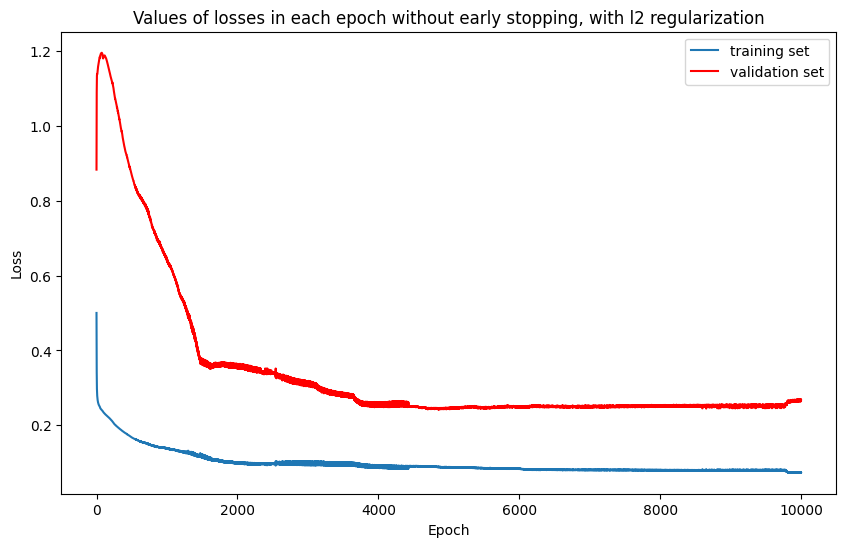 Values of losses in each epoch without early stopping, with l2 regularization
training set
validation set
1.2
1.0
0.8
0.6
0.4
0.2
Loss
0
2000
4000
6000
8000
10000
Epoch